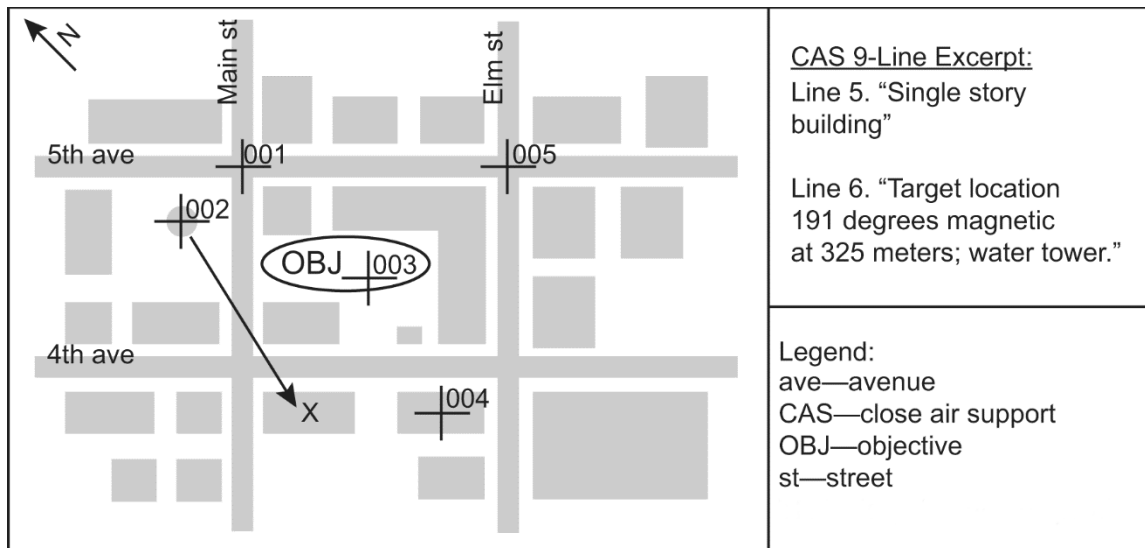 N
Main st
Elm st
5th ave
001
005
002
OBJ
003
4th ave
X
004
CAS 9-Line Excerpt:
Line 5. “Single story
building”
Line 6. “Target location
191 degrees magnetic
at 325 meters; water tower.”
Legend:
ave—avenue
CAS—close air support
OBJ—objective
st—street